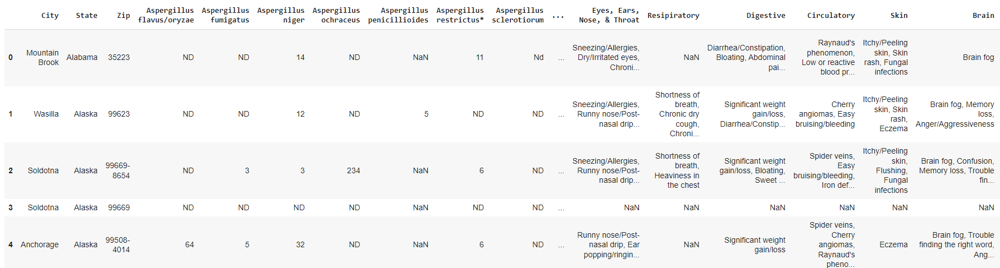 City State Zip Aspergillus flavus/oryzae Aspergillus fumigatus Aspergillus niger Aspergillus ochraceus Aspergillus penicillioides Aspergillus restrictus* Aspergillus sclerotiorum ... Eyes, Ears, Nose, & Throat Resipiratory Digestive Circulatory Skin Brain
0 Mountain Brook Alabama 35223 ND ND 14 ND NaN 11 Nd ... Sneezing/Allergies, Dry/Irritated eyes, Chroni... NaN Diarrhea/Constipation, Bloating, Abdominal pai... Raynaud's phenomenon, Low or reactive blood pr... Itchy/Peeling skin, Skin rash, Fungal infections Brain fog
1 Wasilla Alaska 99623 ND ND 12 ND 5 ND ND ... Sneezing/Allergies, Runny nose/Post-nasal drip... Shortness of breath, Chronic dry cough, Chroni... Significant weight gain/loss, Diarrhea/Constip... Cherry angiomas, Easy bruising/bleeding Itchy/Peeling skin, Skin rash, Eczema Brain fog, Memory loss, Anger/Aggressiveness
2 Soldotna Alaska 99669-8654 ND 3 3 234 NaN 6 ND ... Sneezing/Allergies, Runny nose/Post-nasal drip... Shortness of breath, Heaviness in the chest Significant weight gain/loss, Bloating, Sweet ... Spider veins, Easy bruising/bleeding, Iron def... Itchy/Peeling skin, Flushing, Fungal infections Brain fog, Confusion, Memory loss, Trouble fin...
3 Soldotna Alaska 99669 ND ND ND ND NaN ND ND ... NaN NaN NaN NaN NaN NaN
4 Anchorage Alaska 99508-4014 64 5 32 ND NaN 6 ND ... Runny nose/Post-nasal drip, Ear popping/ringin... NaN Significant weight gain/loss Spider veins, Cherry angiomas, Raynaud's pheno... Eczema Brain fog, Trouble finding the right word, Ang...